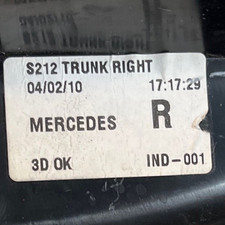 S212 TRUNK RIGHT
04/02/10 17:17:29
MERCEDES R
3D OK IND-001